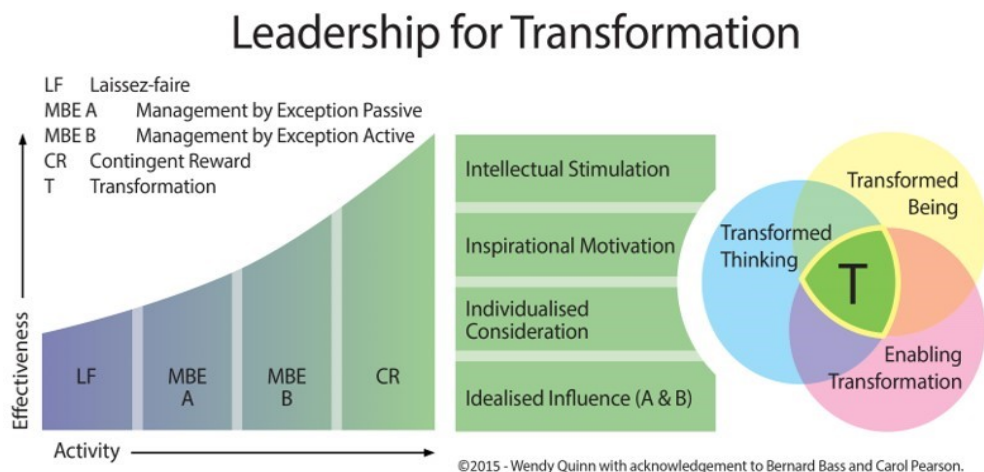 Leadership for Transformation
LF Laissez-faire
MBE A Management by Exception Passive
MBE B Management by Exception Active
CR Contingent Reward
T Transformation
Effectiveness
LF
MBE
A
MBE
B
CR
Activity
Intellectual Stimulation
Inspirational Motivation
Individualised
Consideration
Idealised Influence (A & B)
Transformed
Being
Transformed
Thinking
T
Enabling
Transformation
©2015 - Wendy Quinn with acknowledgement to Bernard Bass and Carol Pearson.